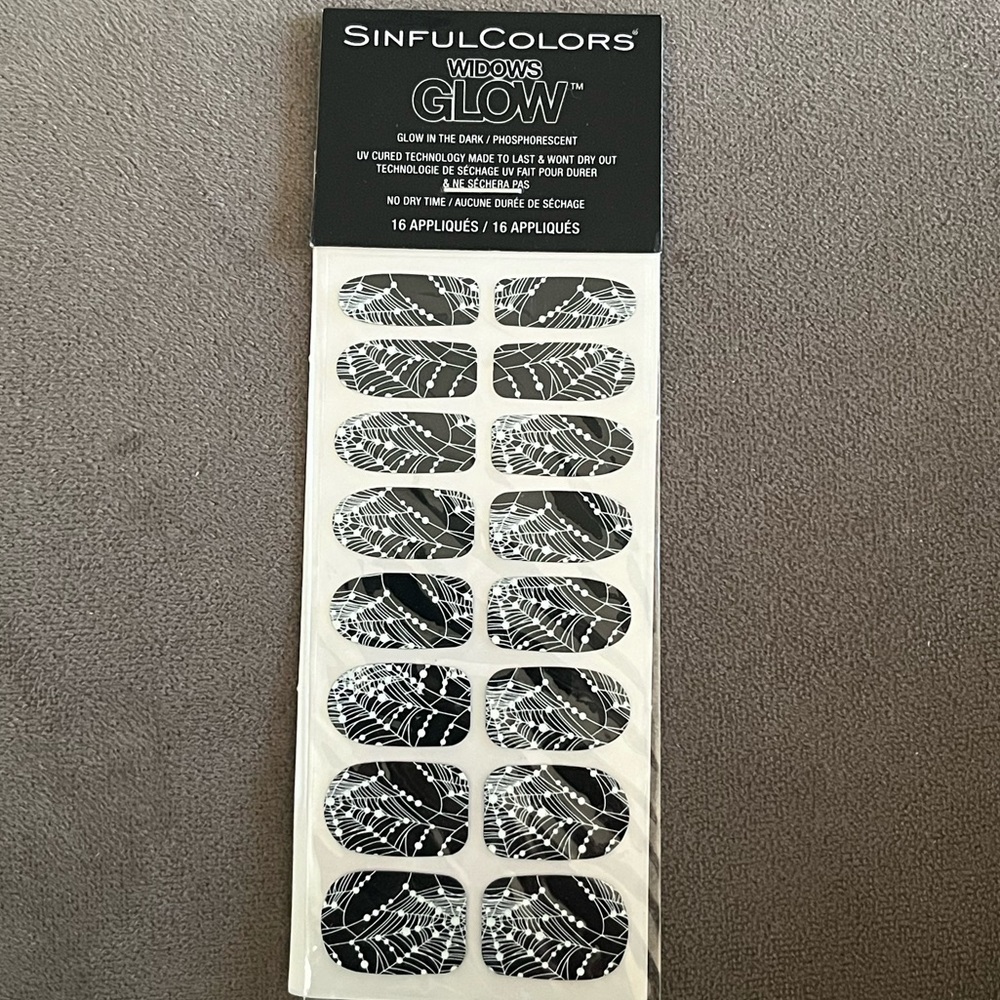 SINFULCOLORS®
WIDOWS
GLOW™
GLOW IN THE DARK / PHOSPHORESCENT
UV CURED TECHNOLOGY MADE TO LAST & WONT DRY OUT
TECHNOLOGIE DE SÉCHAGE UV FAIT POUR DURER
& NE SÉCHERA PAS
NO DRY TIME / AUCUNE DURÉE DE SÉCHAGE
16 APPLIQUÉS / 16 APPLIQUÉS